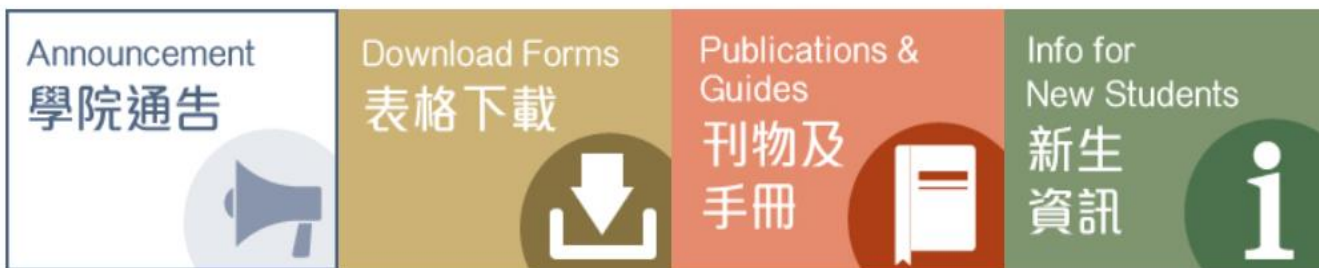 Announcement
學院通告
Download Forms
表格下載
Publications &
Guides
刊物及
手冊
Info for
New Students
新生
資訊